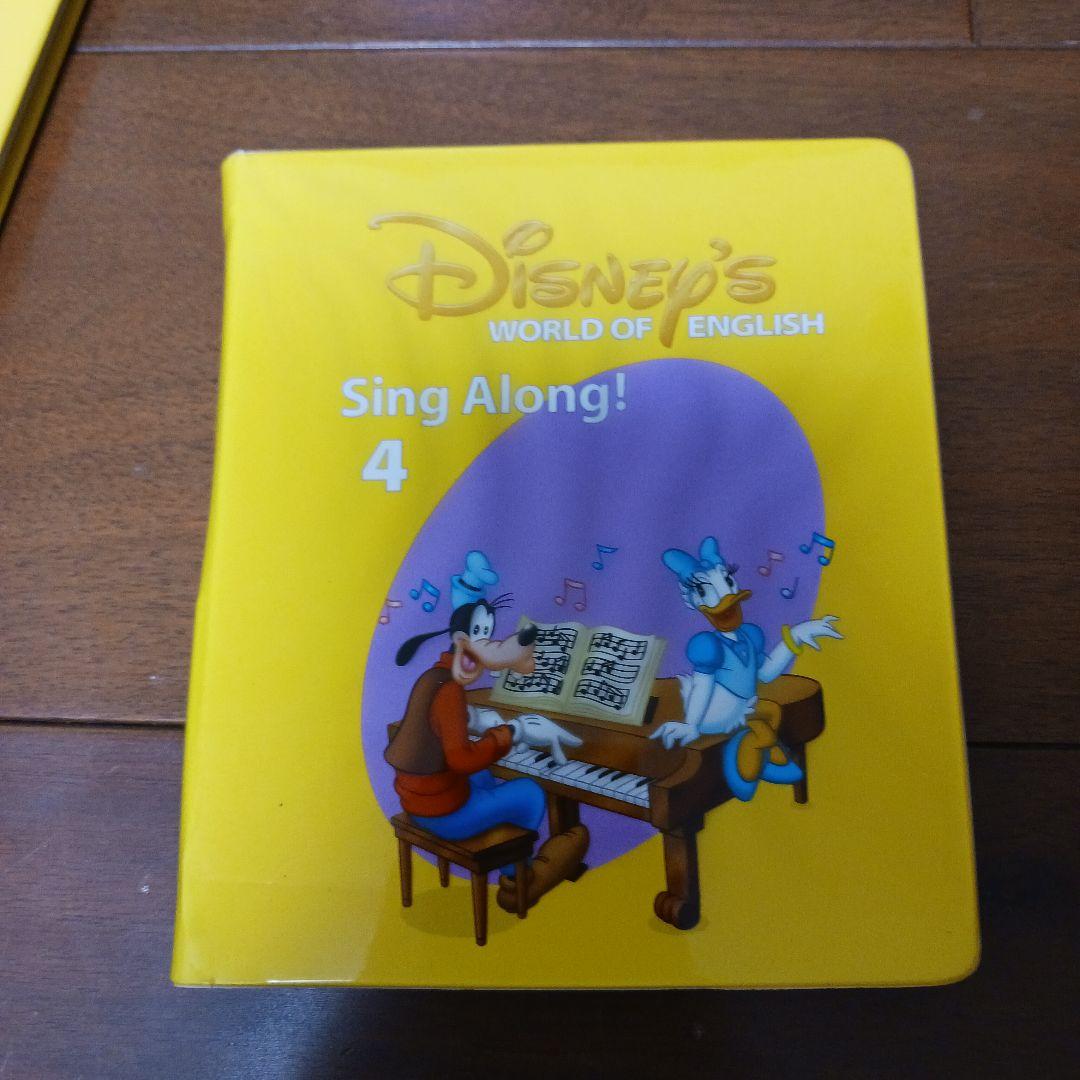 Disney's
WORLD OF ENGLISH
Sing Along!
4